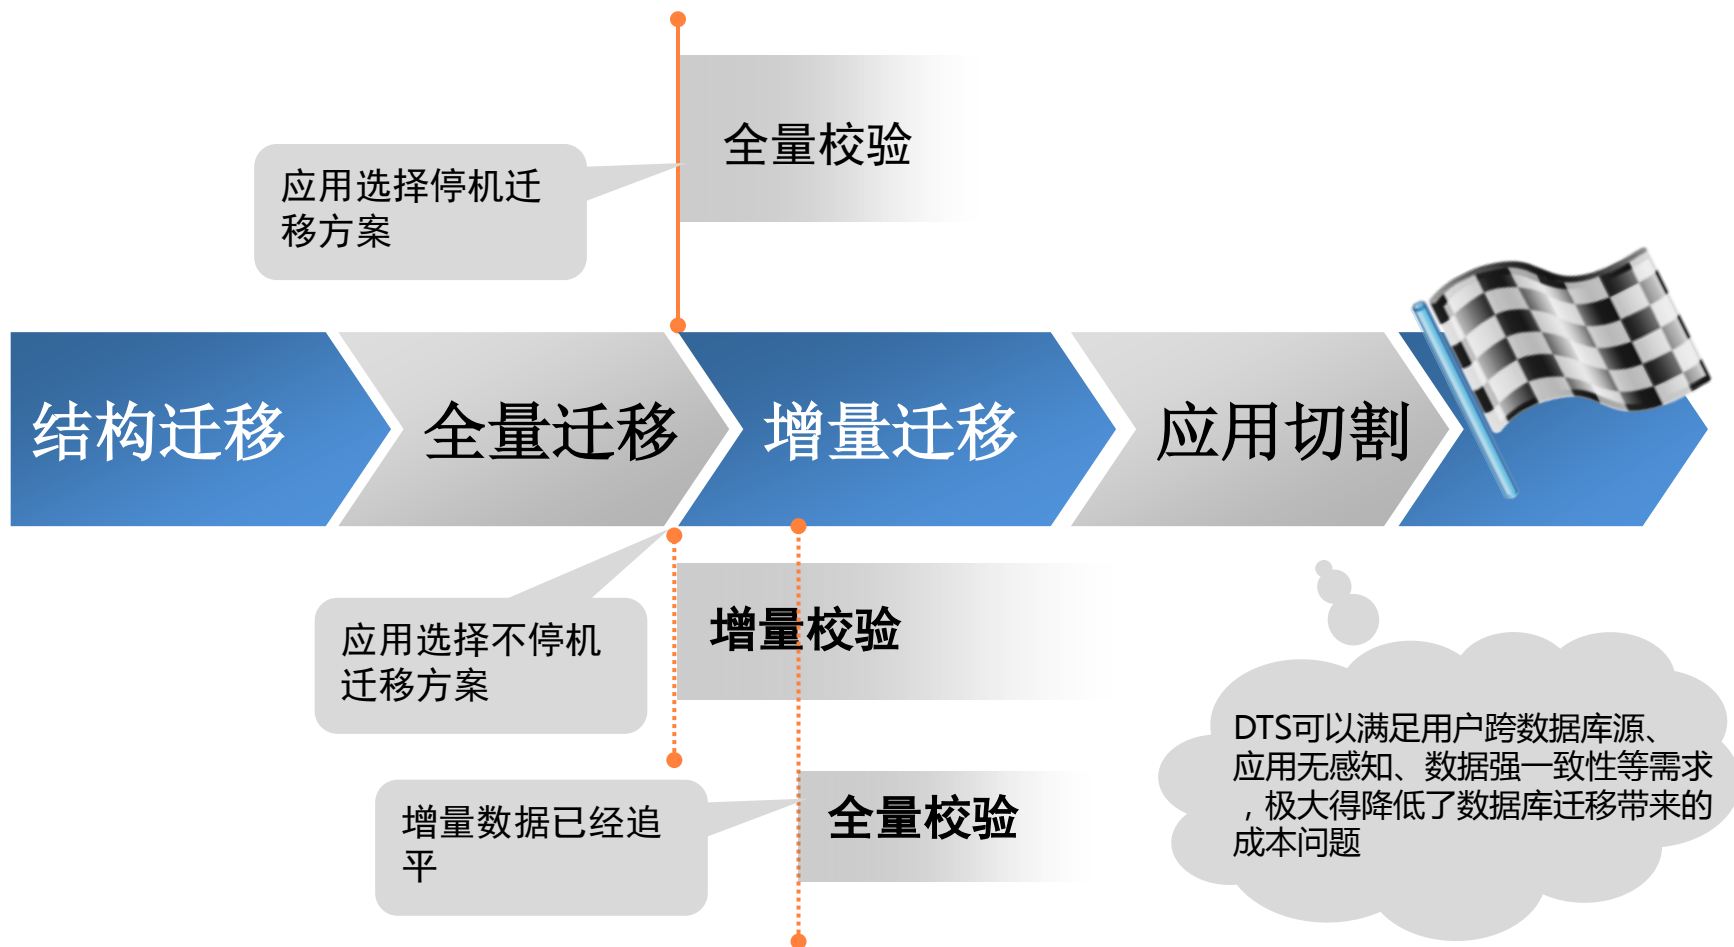 全量校验
应用选择停机迁
移方案
结构迁移
全量迁移
增量迁移
应用切割
应用选择不停机
迁移方案
增量校验
增量数据已经追
平
全量校验
DTS可以满足用户跨数据库源、
应用无感知、数据强一致性等需求
，极大得降低了数据库迁移带来的
成本问题